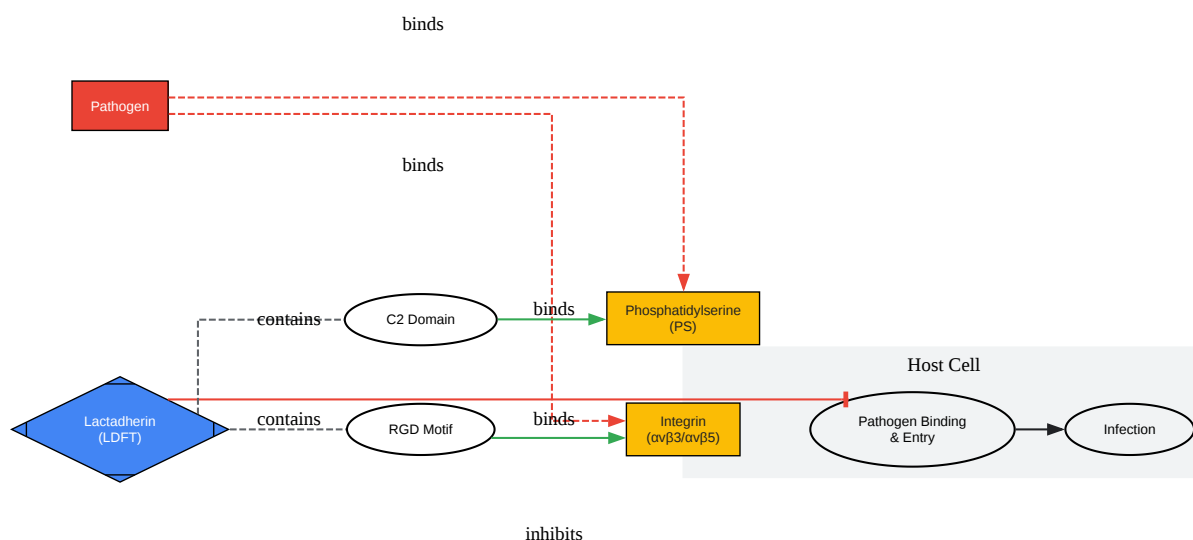 binds
Pathogen
binds
contains
C2 Domain
binds
Phosphatidylserine
(PS)
Host Cell
Lactadherin
(LDFT)
contains
RGD Motif
binds
Integrin
(αvβ3/αvβ5)
Pathogen Binding
& Entry
Infection
inhibits